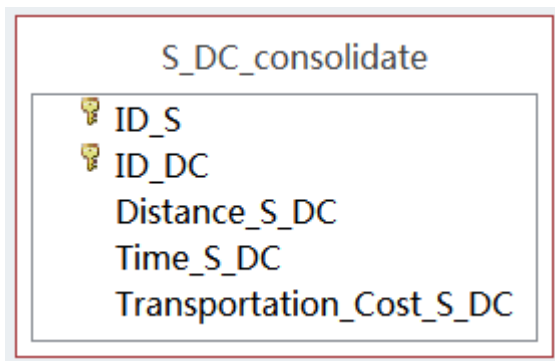 S_DC_consolidate
ID_S
ID_DC
Distance_S_DC
Time_S_DC
Transportation_Cost_S_DC